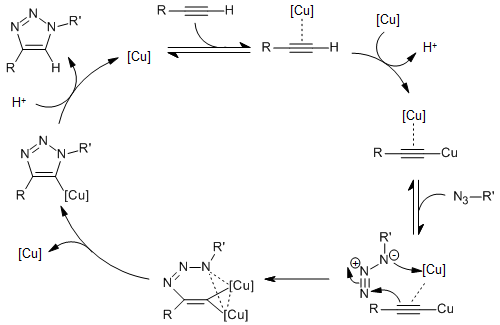 N N N R' R H
R H
[Cu]
[Cu]
R H
[Cu]
H⁺
H⁺
[Cu]
R Cu
N₃ R'
N N N R' R [Cu]
[Cu]
R' N N N ⊕ ⊖
[Cu]
R Cu
N N N R' R [Cu] [Cu]